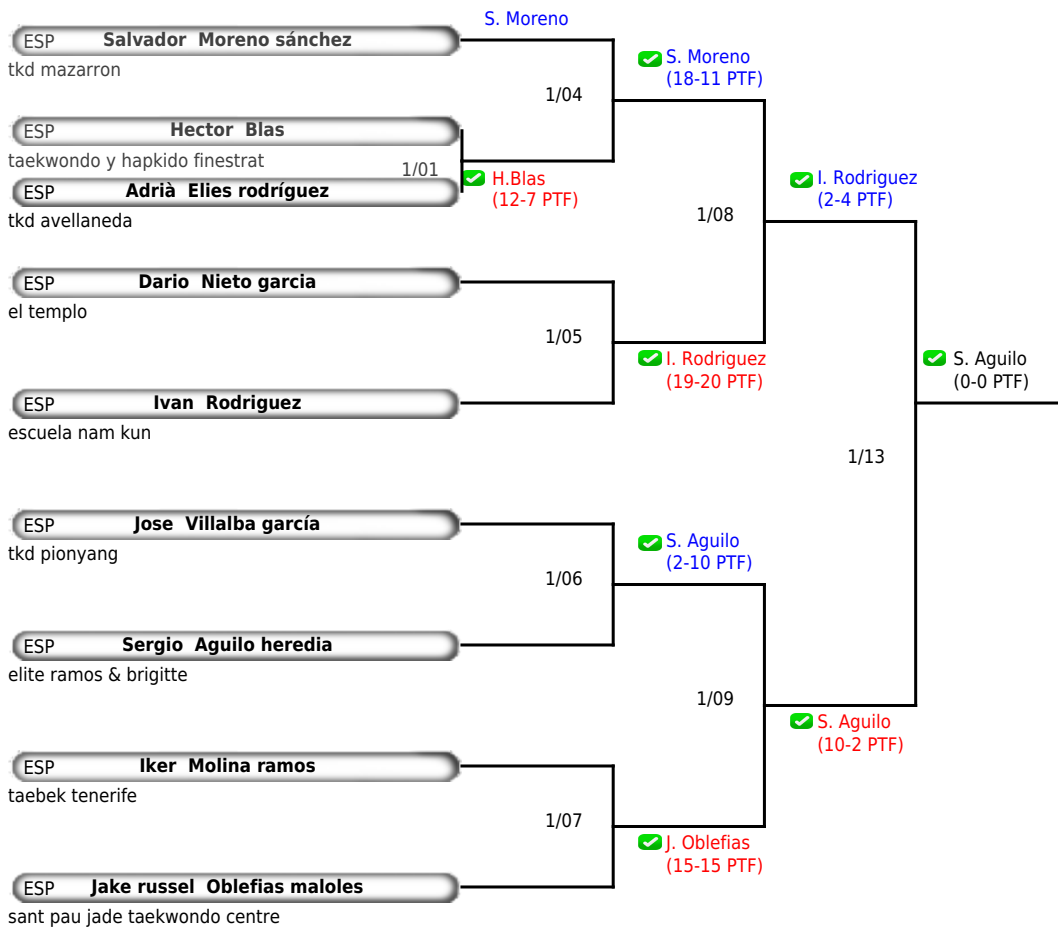 S. Moreno
ESP Salvador Moreno sánchez
tkd mazarron
S. Moreno
(18-11 PTF)
1/04
ESP Hector Blas
taekwondo y hapkido finestrat
1/01
H.Blas
(12-7 PTF)
ESP Adrià Elies rodríguez
tkd avellaneda
I. Rodriguez
(2-4 PTF)
1/08
ESP Dario Nieto garcia
el templo
1/05
I. Rodriguez
(19-20 PTF)
S. Aguilo
(0-0 PTF)
ESP Ivan Rodriguez
escuela nam kun
1/13
ESP Jose Villalba garcía
tkd pionyang
S. Aguilo
(2-10 PTF)
1/06
ESP Sergio Aguilo heredia
elite ramos & brigitte
1/09
S. Aguilo
(10-2 PTF)
ESP Iker Molina ramos
taebek tenerife
1/07
J. Oblefias
(15-15 PTF)
ESP Jake russel Oblefias maloles
sant pau jade taekwondo centre